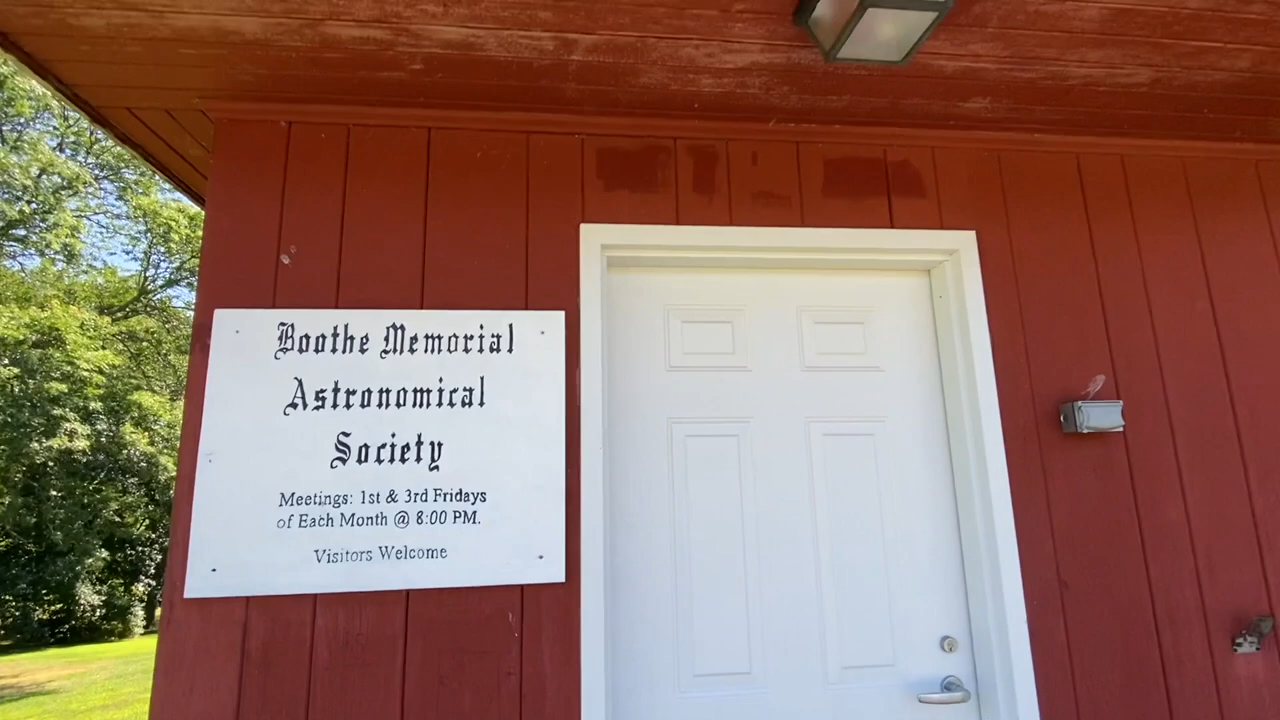 Boothe Memorial
Astronomical
Society
Meetings: 1st & 3rd Fridays
of Each Month @ 8:00 PM.
Visitors Welcome